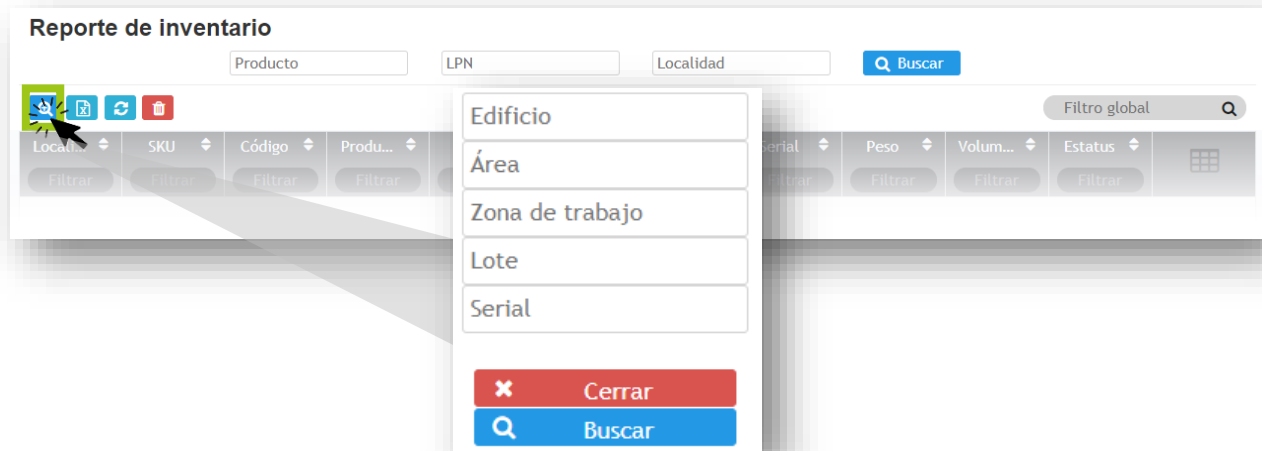 Reporte de inventario
Producto LPN Localidad Buscar
Filtro global
Locali... SKU Código Produ... Serial Peso Volum... Estatus
Filtrar Filtrar Filtrar Filtrar Filtrar Filtrar Filtrar Filtrar
Edificio
Área
Zona de trabajo
Lote
Serial
Cerrar
Buscar